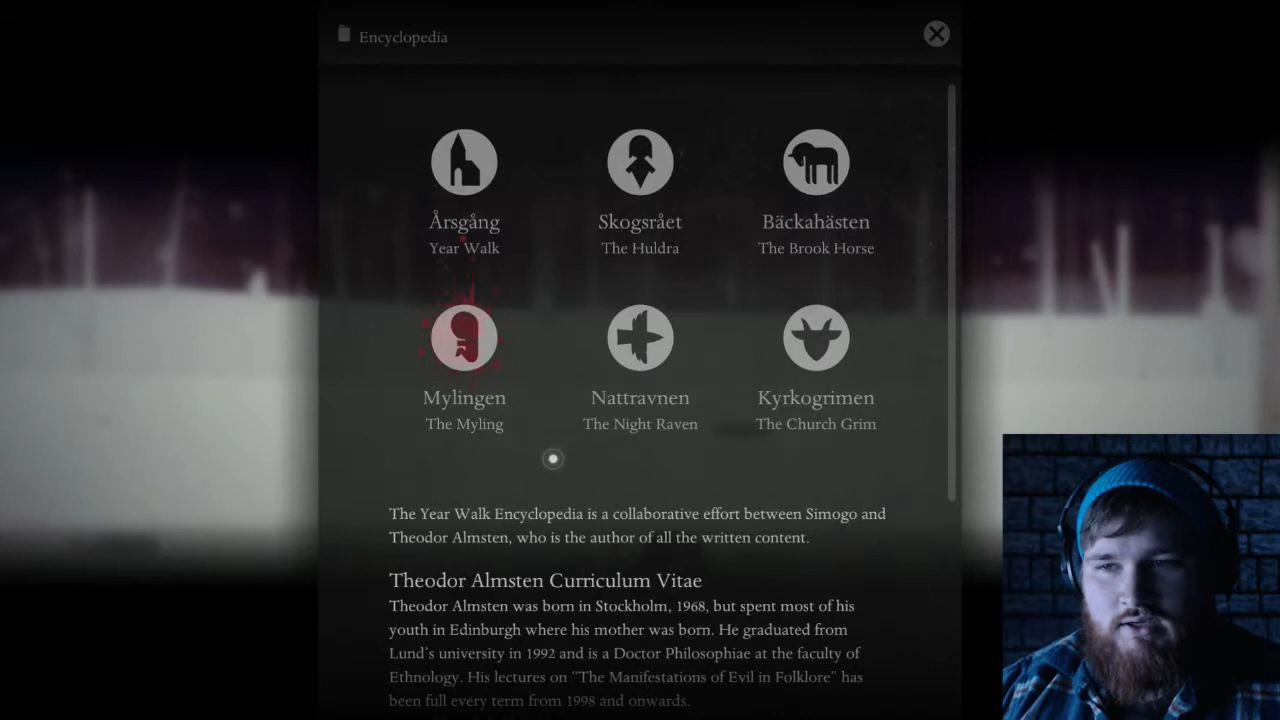 Encyclopedia
Årsgång
Year Walk
Skogsrået
The Huldra
Bäckahästen
The Brook Horse
Mylingen
The Myling
Nattravnen
The Night Raven
Kyrkogrimen
The Church Grim
The Year Walk Encyclopedia is a collaborative effort between Simogo and
Theodor Almsten, who is the author of all the written content.
Theodor Almsten Curriculum Vitae
Theodor Almsten was born in Stockholm, 1968, but spent most of his
youth in Edinburgh where his mother was born. He graduated from
Lund's university in 1992 and is a Doctor Philosophiae at the faculty of
Ethnology. His lectures on "The Manifestations of Evil in Folklore" has
been full every term from 1998 and onwards.